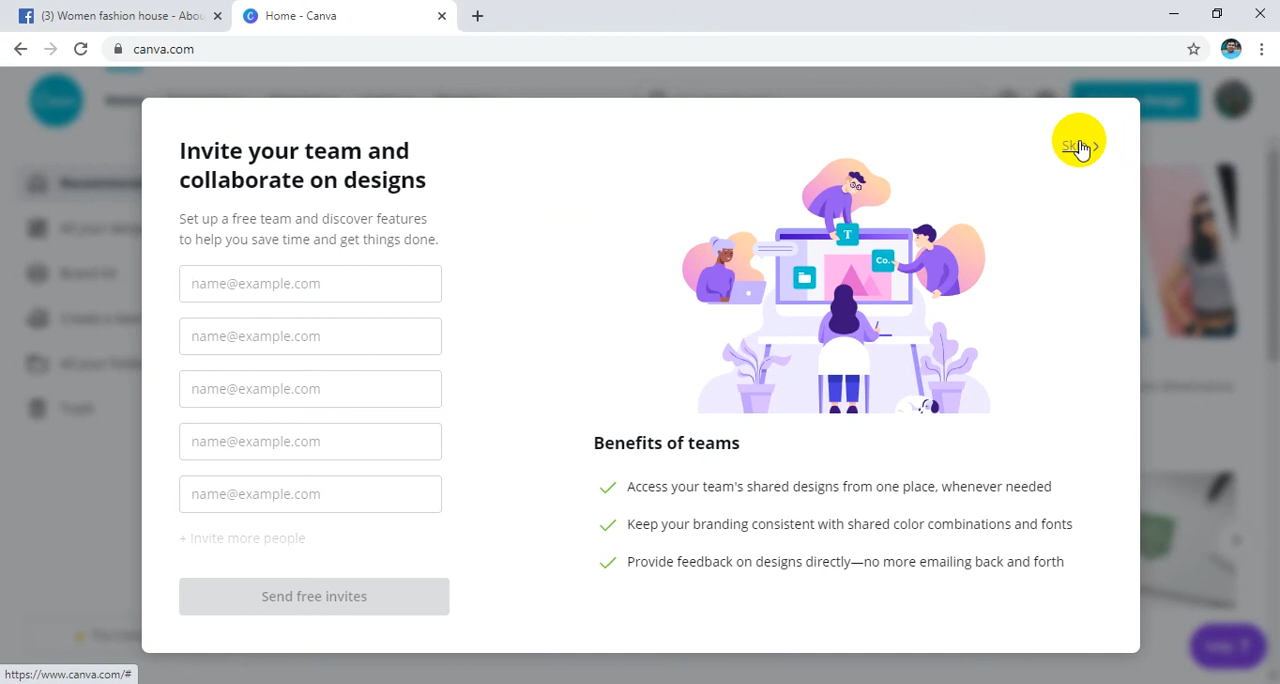 (3) Women fashion house - Abou
Home - Canva
canva.com
Skip >
Invite your team and
collaborate on designs
Set up a free team and discover features
to help you save time and get things done.
name@example.com
name@example.com
name@example.com
name@example.com
name@example.com
+ Invite more people
Send free invites
T
Co.
Benefits of teams
Access your team's shared designs from one place, whenever needed
Keep your branding consistent with shared color combinations and fonts
Provide feedback on designs directly—no more emailing back and forth
Help ?
https://www.canva.com/#